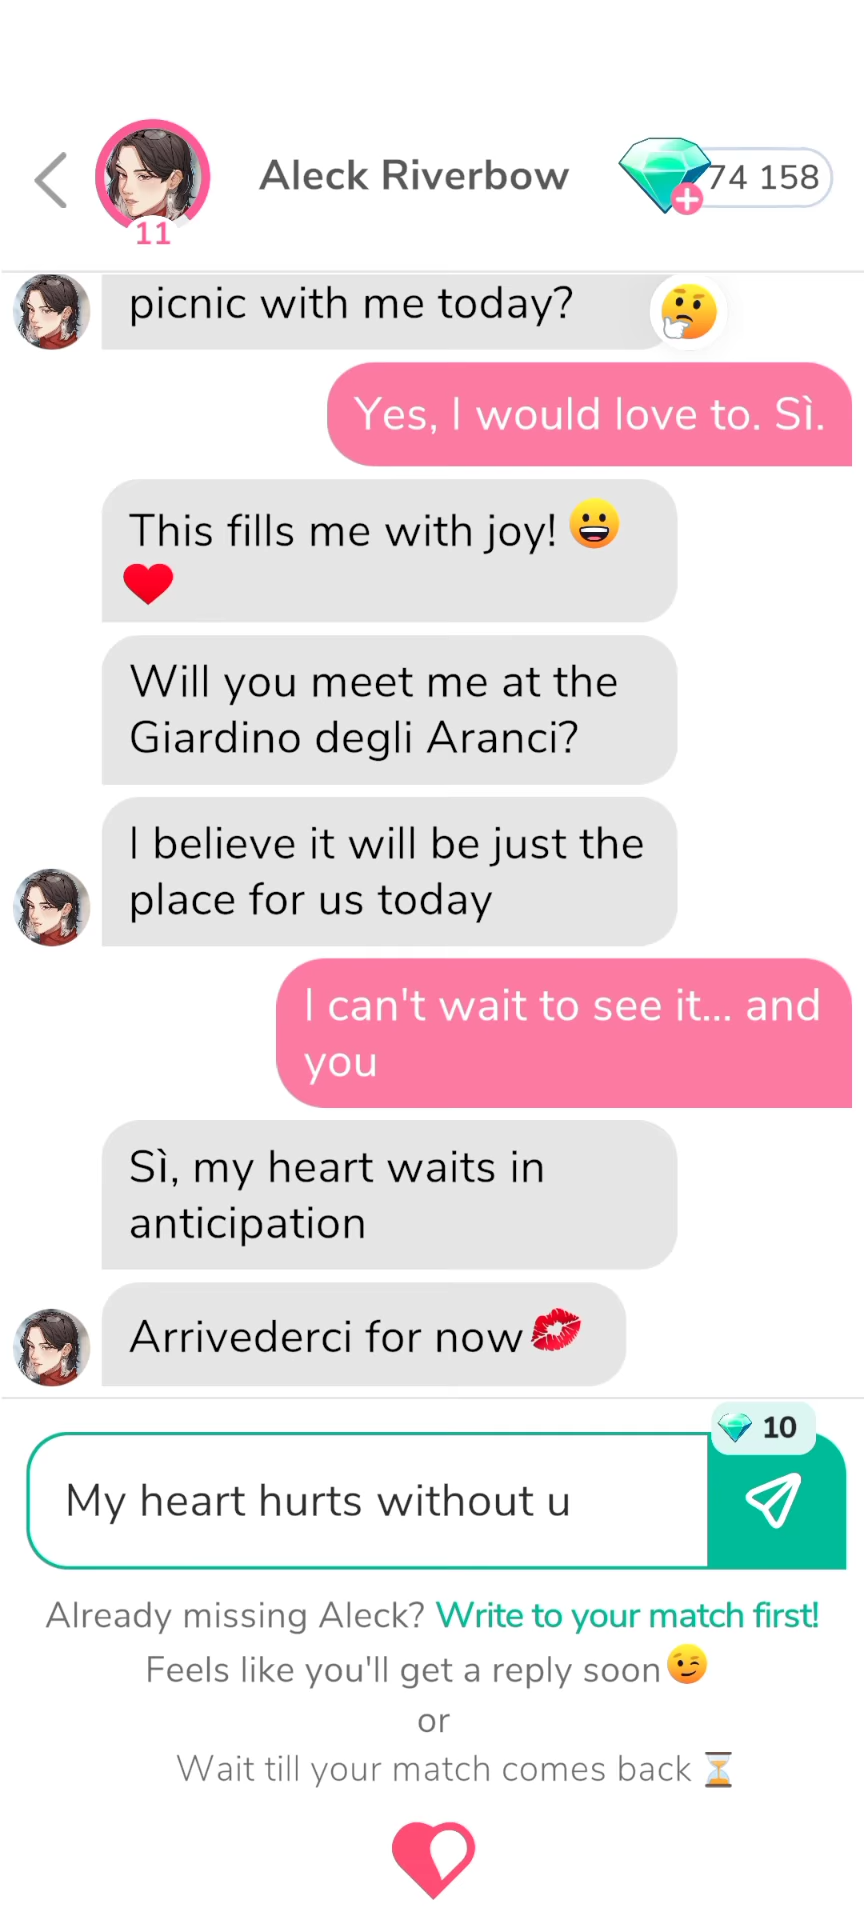 Aleck Riverbow
74 158
11
picnic with me today?
Yes, I would love to. Sì.
This fills me with joy! 😀
❤️
Will you meet me at the
Giardino degli Aranci?
I believe it will be just the
place for us today
I can't wait to see it... and
you
Sì, my heart waits in
anticipation
Arrivederci for now💋
10
My heart hurts without u
Already missing Aleck? Write to your match first!
Feels like you'll get a reply soon😉
or
Wait till your match comes back ⏳